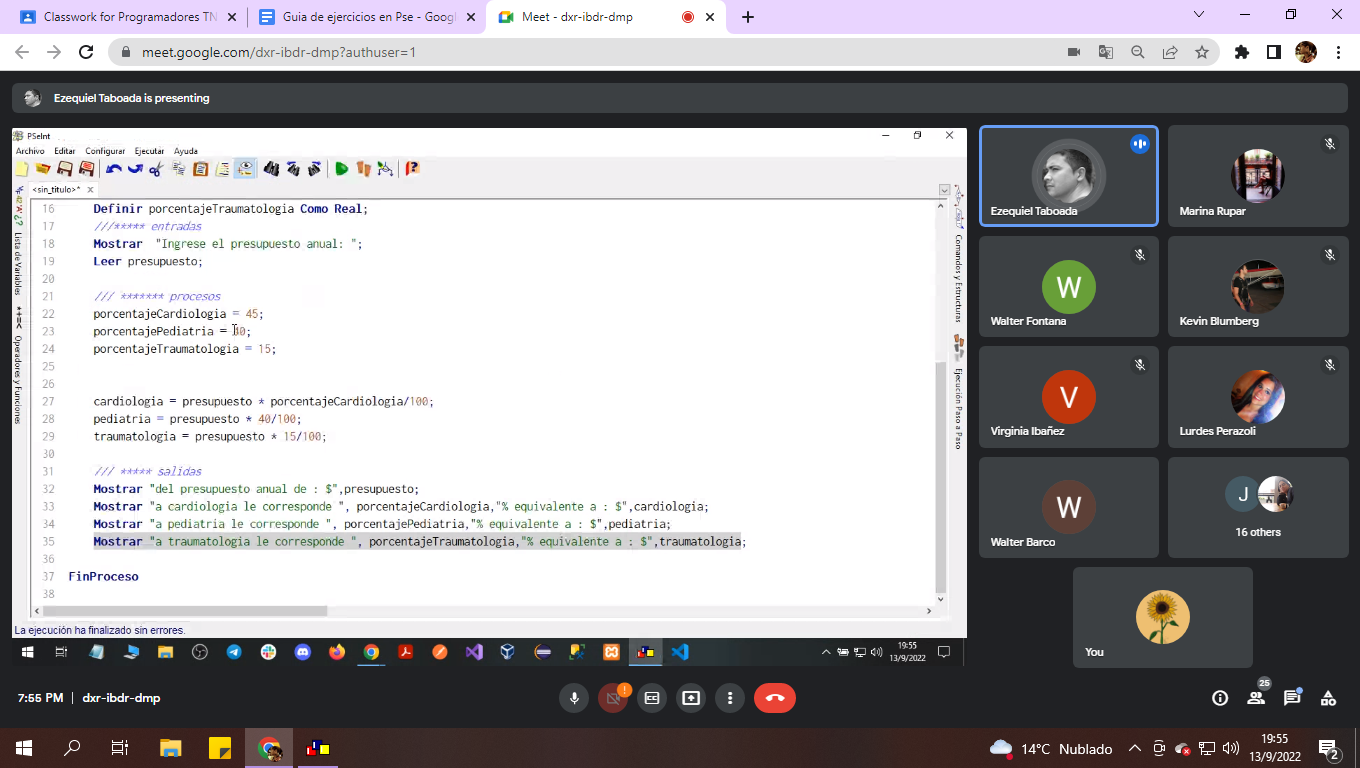 Classwork for Programadores TN
Guia de ejercicios en Pse - Googl
Meet - dxr-ibdr-dmp
meet.google.com/dxr-ibdr-dmp?authuser=1
Ezequiel Taboada is presenting
PSeInt
Archivo Editar Configurar Ejecutar Ayuda
<sin_titulo>*
Lista de Variables
Operadores y Funciones
16 Definir porcentajeTraumatologia Como Real;
17 ///***** entradas
18 Mostrar "Ingrese el presupuesto anual: ";
19 Leer presupuesto;
20
21 /// ******* procesos
22 porcentajeCardiologia = 45;
23 porcentajePediatria = 40;
24 porcentajeTraumatologia = 15;
25
26
27 cardiologia = presupuesto * porcentajeCardiologia/100;
28 pediatria = presupuesto * 40/100;
29 traumatologia = presupuesto * 15/100;
30
31 /// ***** salidas
32 Mostrar "del presupuesto anual de : $",presupuesto;
33 Mostrar "a cardiologia le corresponde ", porcentajeCardiologia,"% equivalente a : $",cardiologia;
34 Mostrar "a pediatria le corresponde ", porcentajePediatria,"% equivalente a : $",pediatria;
35 Mostrar "a traumatologia le corresponde ", porcentajeTraumatologia,"% equivalente a : $",traumatologia;
36
37 FinProceso
38
Comandos y Estructuras
Ejecución Paso a Paso
La ejecución ha finalizado sin errores.
19:55
13/9/2022
Ezequiel Taboada
Marina Rupar
W
Walter Fontana
Kevin Blumberg
V
Virginia Ibañez
Lurdes Perazoli
W
Walter Barco
J
16 others
You
7:55 PM | dxr-ibdr-dmp
25
14°C Nublado
19:55
13/9/2022
2